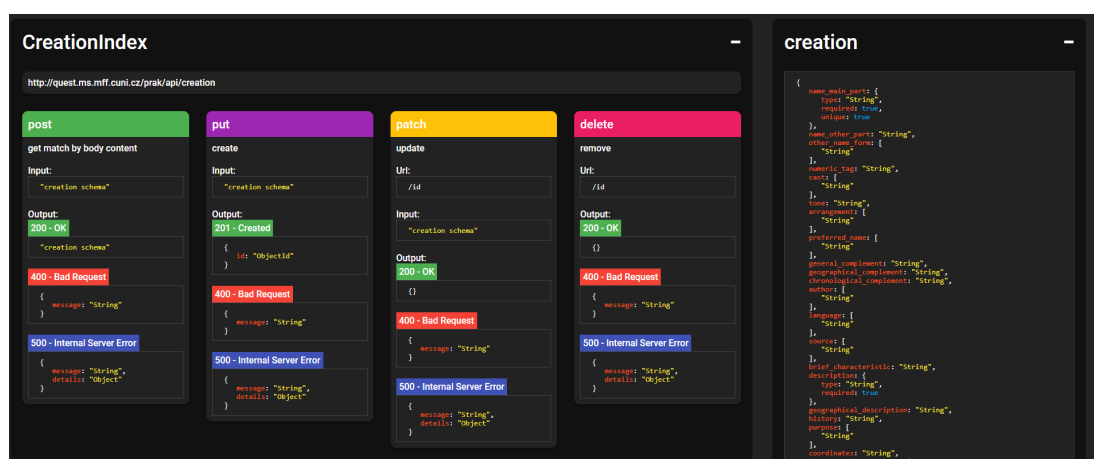 CreationIndex
http://quest.ms.mff.cuni.cz/prak/api/creation
post
get match by body content
Input:
"creation schema"
Output:
200 - OK
"creation schema"
400 - Bad Request
{
message: "String"
}
500 - Internal Server Error
{
message: "String",
details: "Object"
}
put
create
Input:
"creation schema"
Output:
201 - Created
{
id: "ObjectId"
}
400 - Bad Request
{
message: "String"
}
500 - Internal Server Error
{
message: "String",
details: "Object"
}
patch
update
Url:
/id
Input:
"creation schema"
Output:
200 - OK
{}
400 - Bad Request
{
message: "String"
}
500 - Internal Server Error
{
message: "String",
details: "Object"
}
delete
remove
Url:
/id
Output:
200 - OK
{}
400 - Bad Request
{
message: "String"
}
500 - Internal Server Error
{
message: "String",
details: "Object"
}
creation
{
name_main_part: {
type: "String",
required: true,
unique: true
},
name_other_part: "String",
other_name_form: [
"String"
],
numeric_tag: "String",
cast: [
"String"
],
tone: "String",
arrangement: [
"String"
],
preferred_name: [
"String"
],
general_complement: "String",
geographical_complement: "String",
chronological_complement: "String",
author: [
"String"
],
language: [
"String"
],
source: [
"String"
],
brief_characteristic: "String",
description: {
type: "String",
required: true
},
geographical_description: "String",
history: "String",
purpose: [
"String"
],
coordinates: "String",